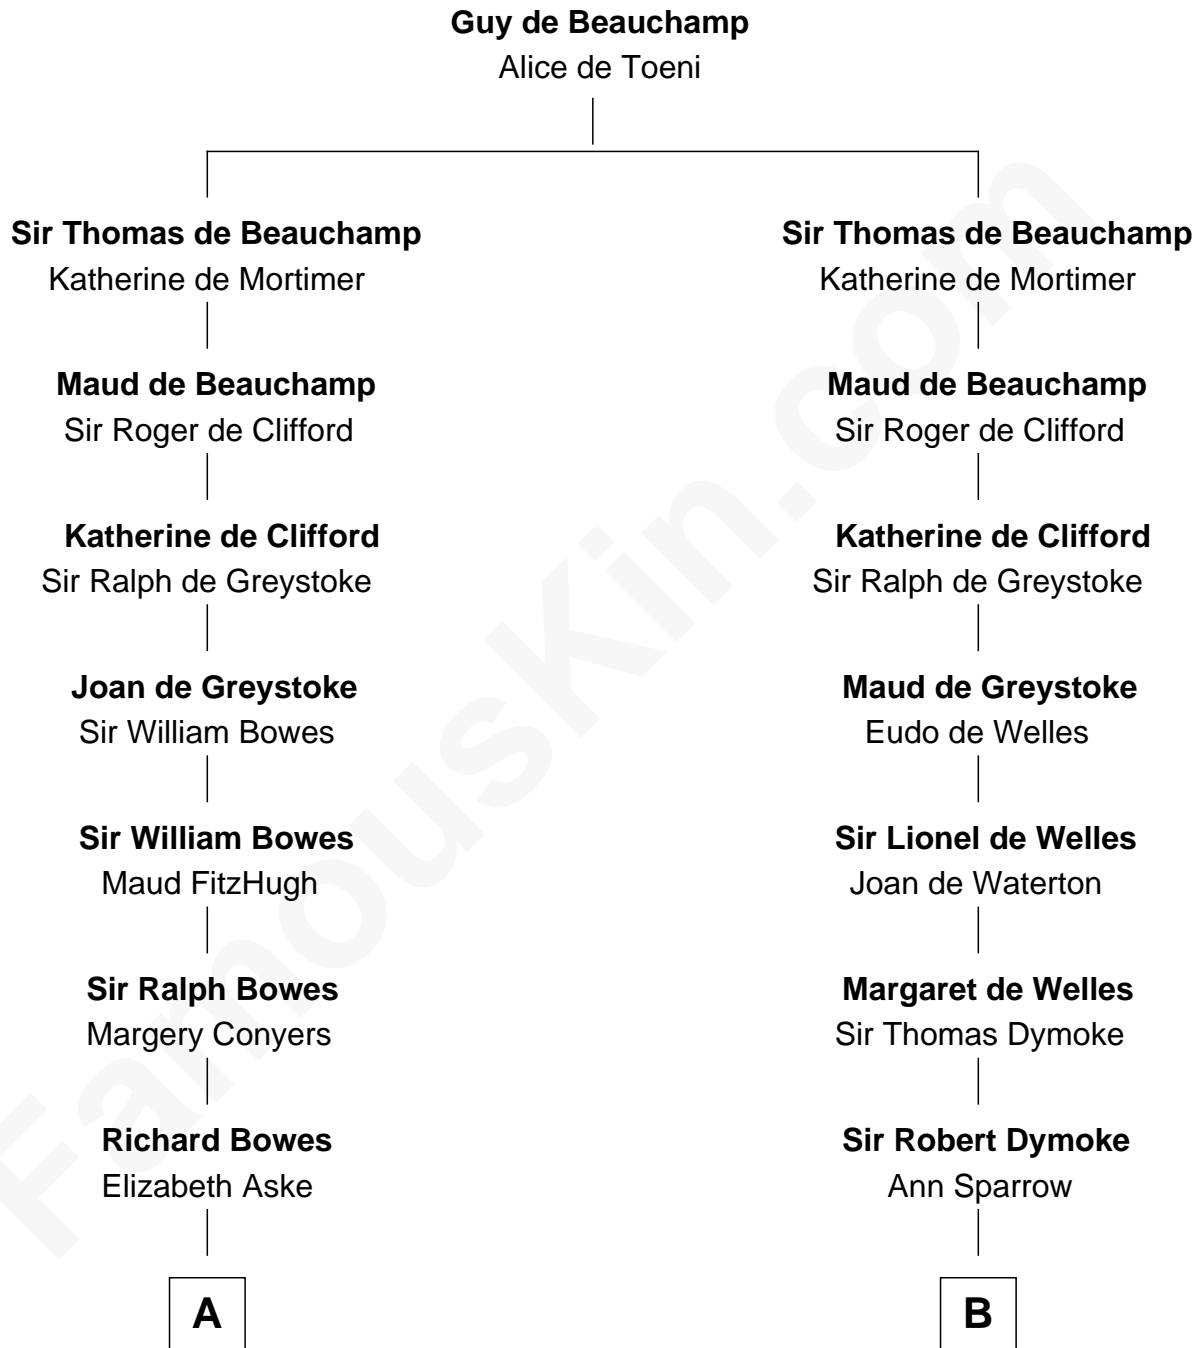 Guy de Beauchamp
Alice de Toeni
Sir Thomas de Beauchamp
Katherine de Mortimer
Sir Thomas de Beauchamp
Katherine de Mortimer
Maud de Beauchamp
Sir Roger de Clifford
Maud de Beauchamp
Sir Roger de Clifford
Katherine de Clifford
Sir Ralph de Greystoke
Katherine de Clifford
Sir Ralph de Greystoke
Joan de Greystoke
Sir William Bowes
Maud de Greystoke
Eudo de Welles
Sir William Bowes
Maud FitzHugh
Sir Lionel de Welles
Joan de Waterton
Sir Ralph Bowes
Margery Conyers
Margaret de Welles
Sir Thomas Dymoke
Richard Bowes
Elizabeth Aske
Sir Robert Dymoke
Ann Sparrow
A
B
FamousKin.com